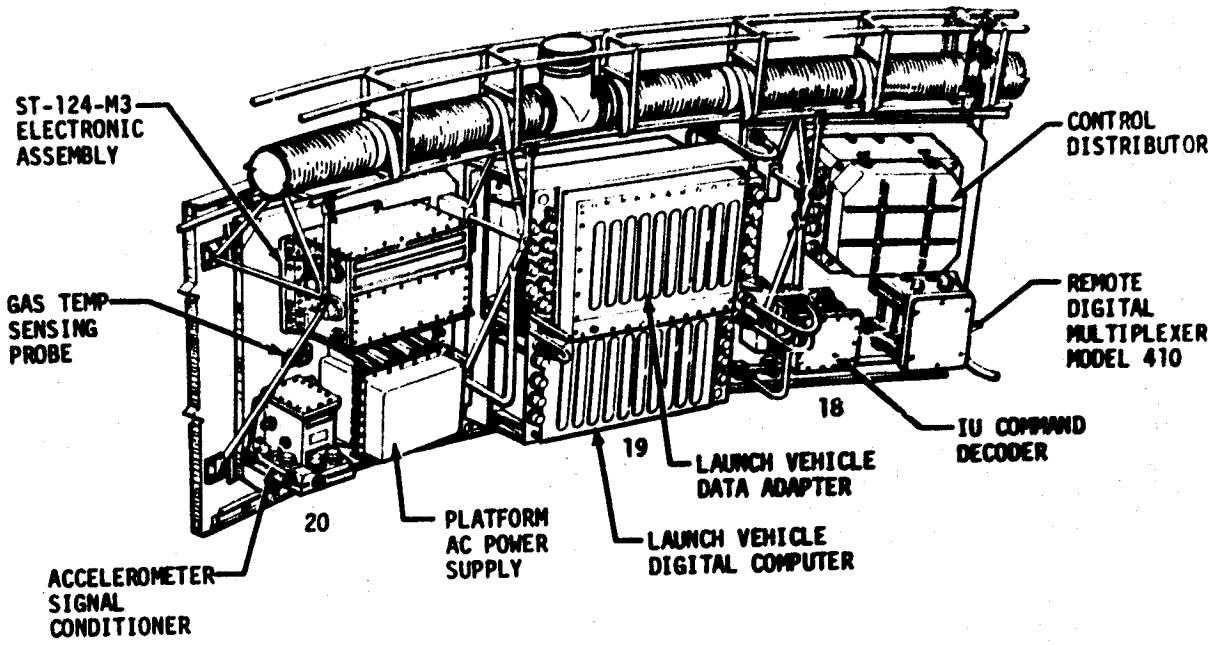 ST-124-M3
ELECTRONIC
ASSEMBLY
CONTROL
DISTRIBUTOR
GAS TEMP
SENSING
PROBE
REMOTE
DIGITAL
MULTIPLEXER
MODEL 410
18
IU COMMAND
DECODER
19
LAUNCH VEHICLE
DATA ADAPTER
20
PLATFORM
AC POWER
SUPPLY
LAUNCH VEHICLE
DIGITAL COMPUTER
ACCELEROMETER
SIGNAL
CONDITIONER